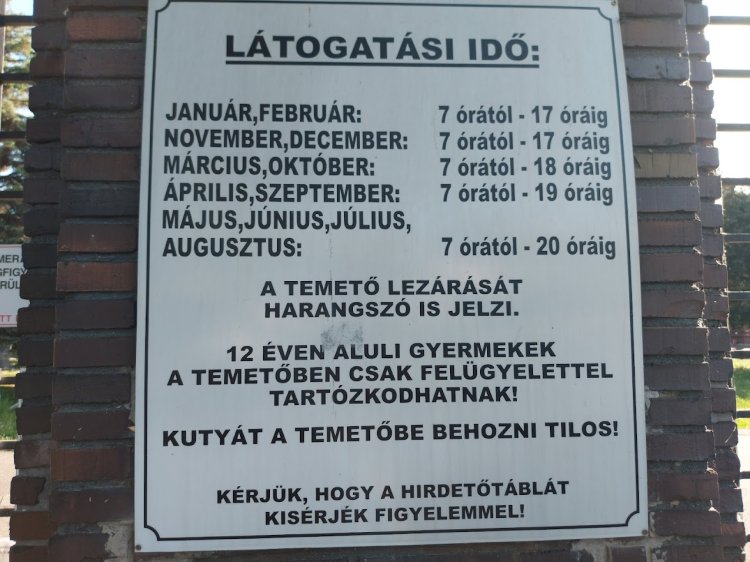 LÁTOGATÁSI IDŐ:
JANUÁR,FEBRUÁR: 7 órától - 17 óráig
NOVEMBER,DECEMBER: 7 órától - 17 óráig
MÁRCIUS,OKTÓBER: 7 órától - 18 óráig
ÁPRILIS,SZEPTEMBER: 7 órától - 19 óráig
MÁJUS,JÚNIUS,JÚLIUS,
AUGUSZTUS: 7 órától - 20 óráig
A TEMETŐ LEZÁRÁSÁT
HARANGSZÓ IS JELZI.
12 ÉVEN ALULI GYERMEKEK
A TEMETŐBEN CSAK FELÜGYELETTEL
TARTÓZKODHATNAK!
KUTYÁT A TEMETŐBE BEHOZNI TILOS!
KÉRJÜK, HOGY A HIRDETŐTÁBLÁT
KISÉRJÉK FIGYELEMMEL!